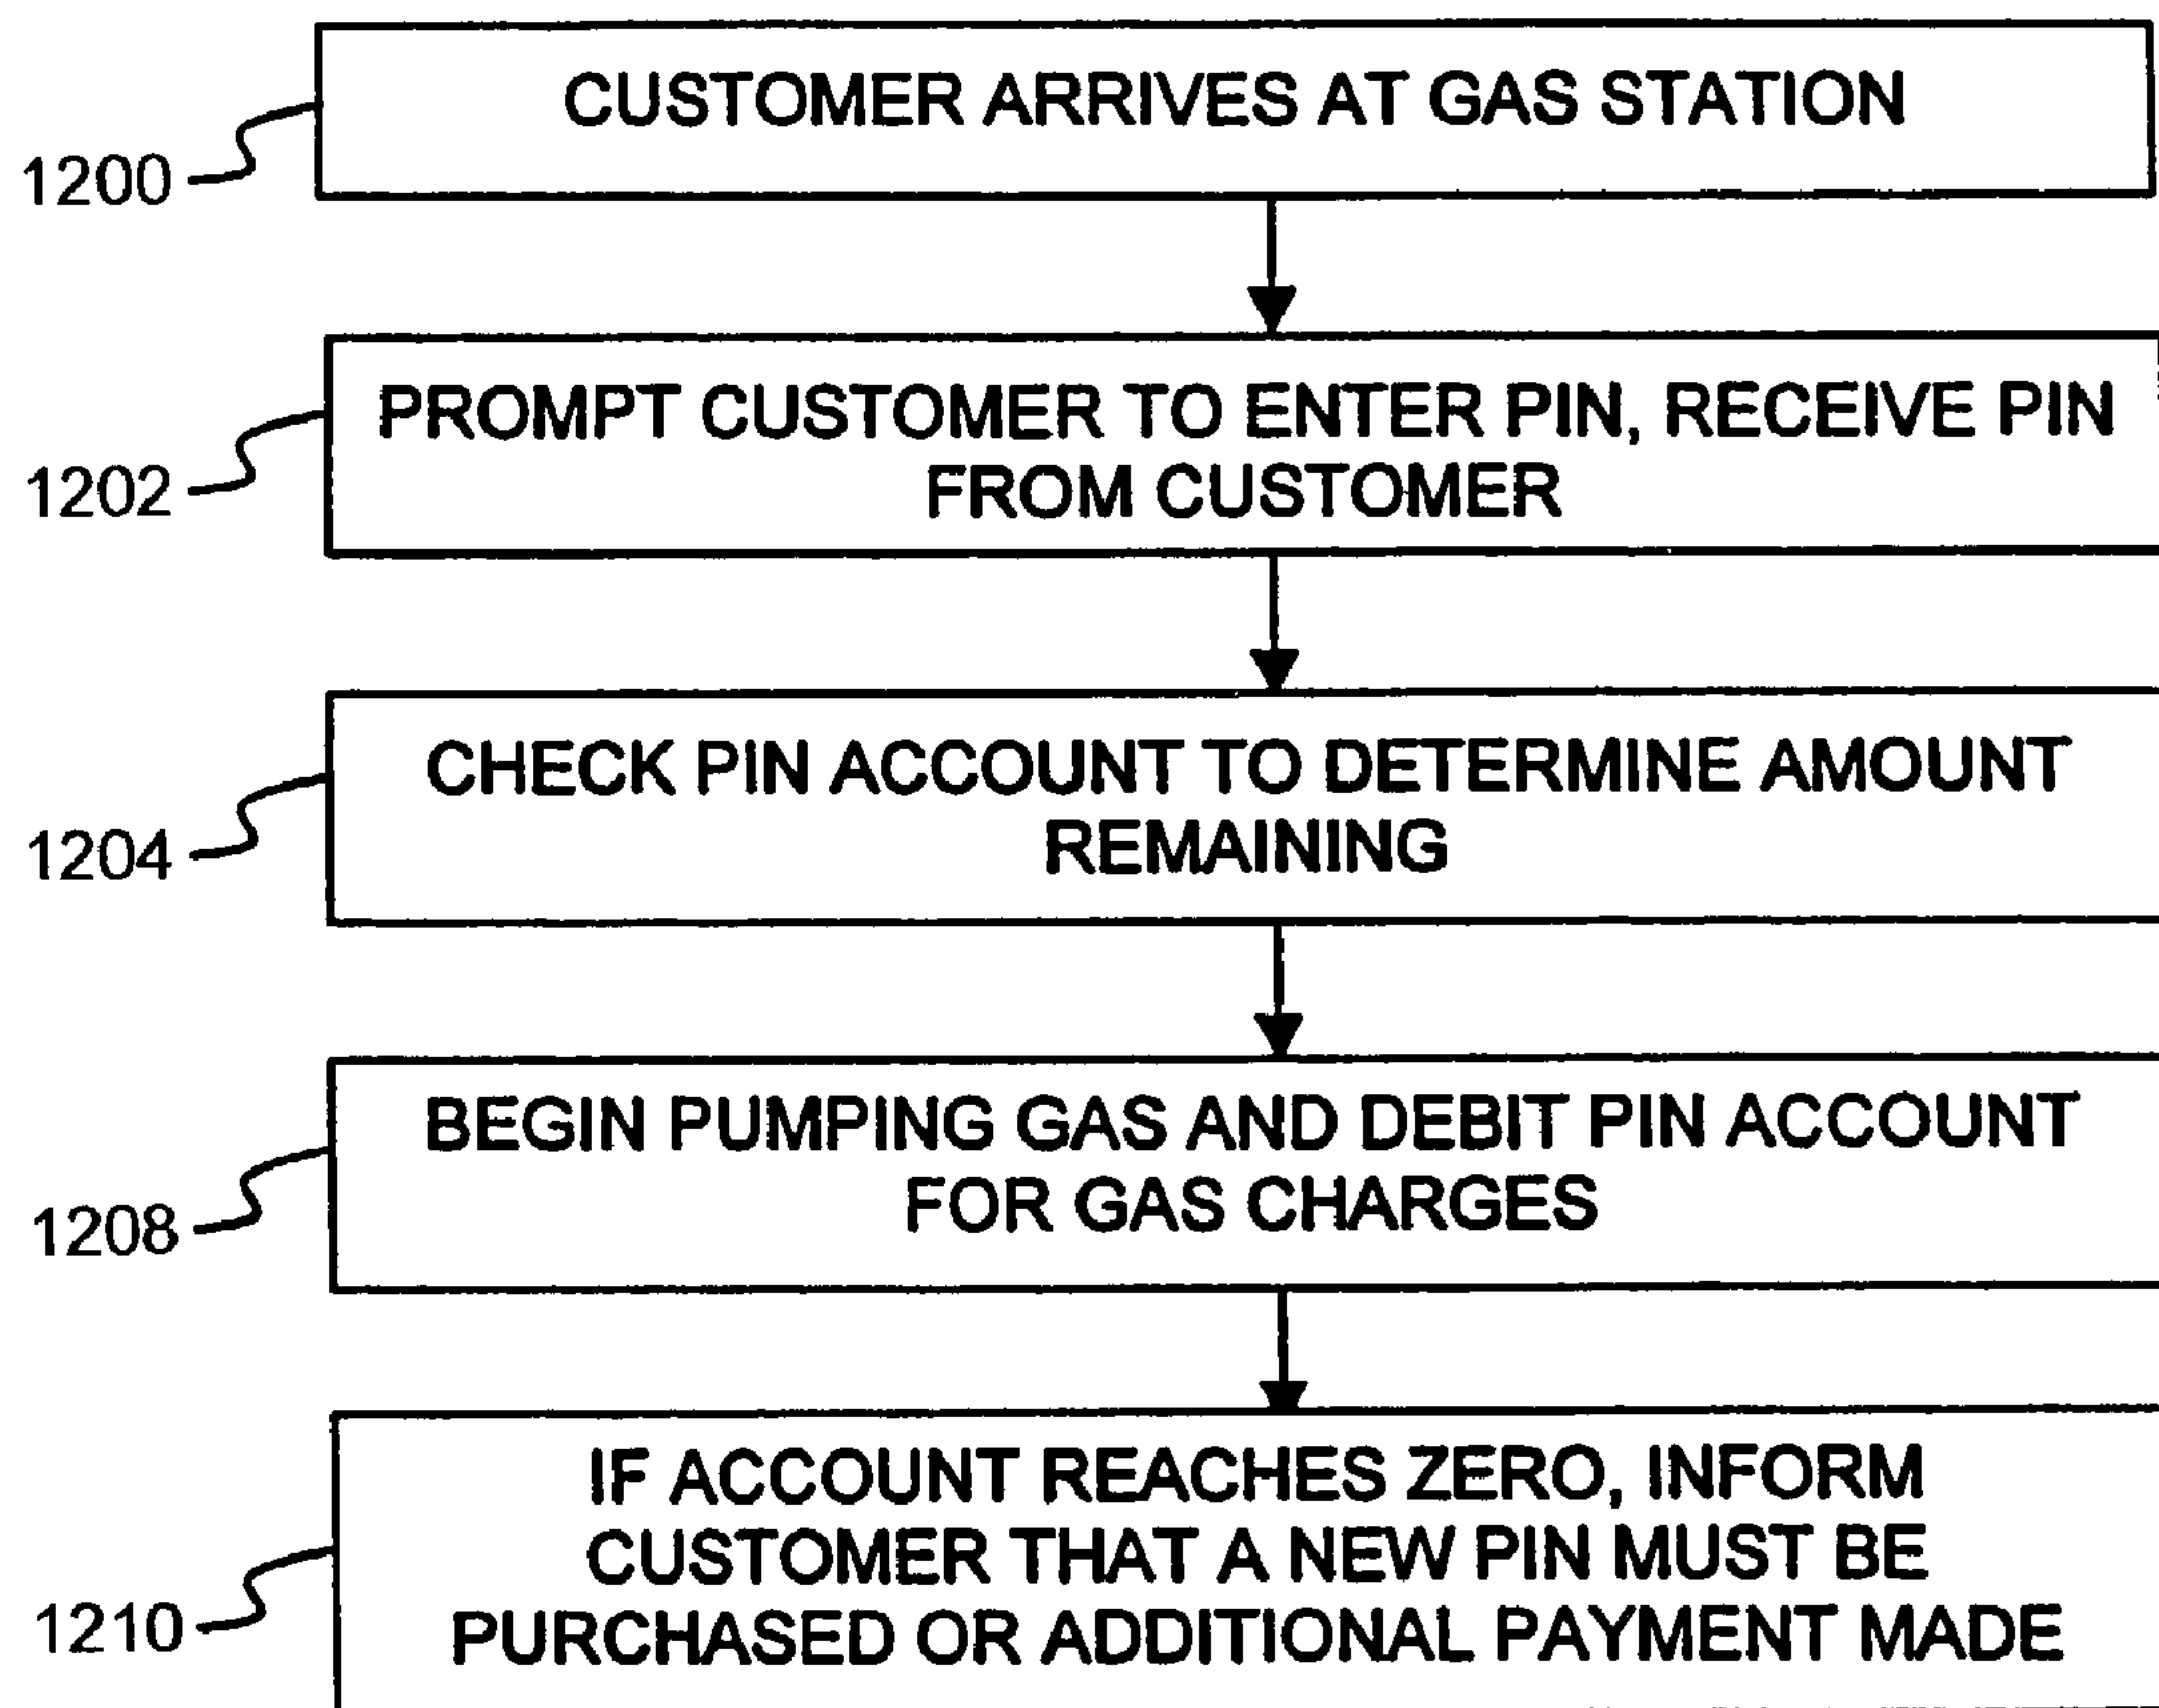 CUSTOMER ARRIVES AT GAS STATION
1200
PROMPT CUSTOMER TO ENTER PIN, RECEIVE PIN
FROM CUSTOMER
1202
CHECK PIN ACCOUNT TO DETERMINE AMOUNT
REMAINING
1204
BEGIN PUMPING GAS AND DEBIT PIN ACCOUNT
FOR GAS CHARGES
1208
IF ACCOUNT REACHES ZERO, INFORM
CUSTOMER THAT A NEW PIN MUST BE
PURCHASED OR ADDITIONAL PAYMENT MADE
1210